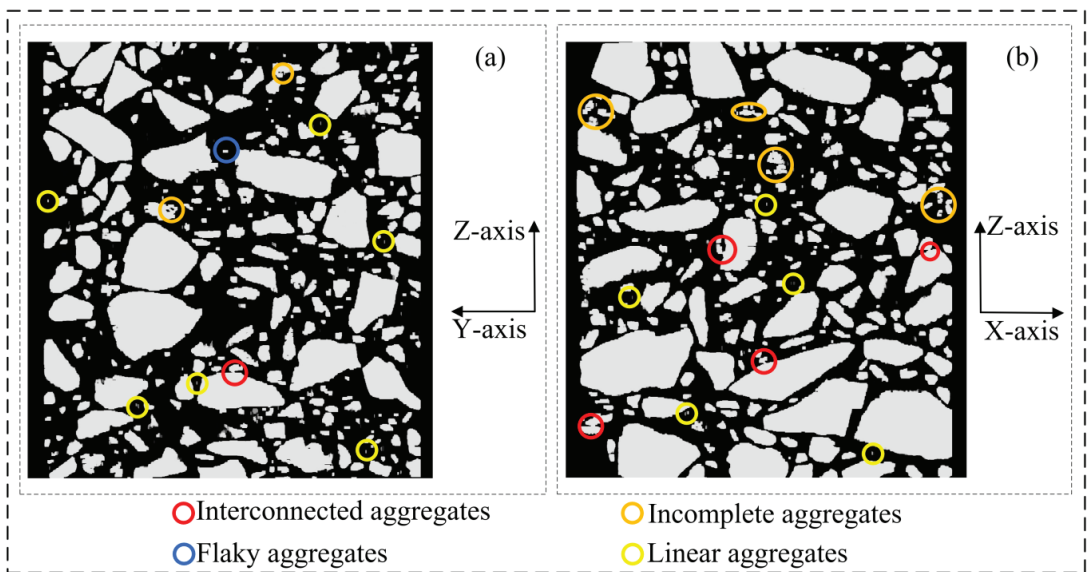 (a)
(b)
Z-axis
Y-axis
Z-axis
X-axis
Interconnected aggregates
Incomplete aggregates
Flaky aggregates
Linear aggregates